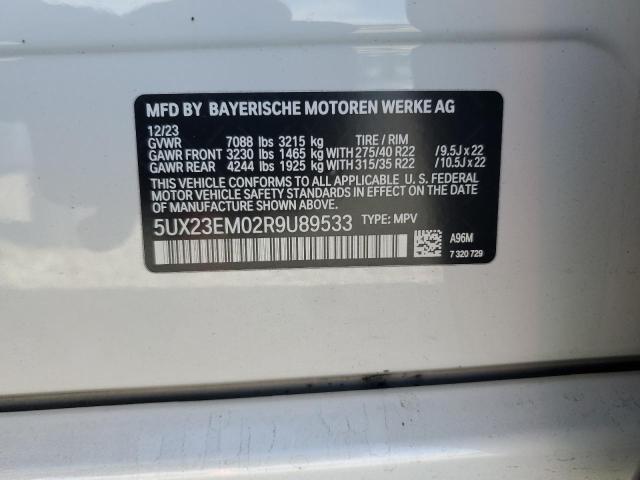 MFD BY BAYERISCHE MOTOREN WERKE AG
12/23
GVWR 7088 lbs 3215 kg TIRE / RIM
GAWR FRONT 3230 lbs 1465 kg WITH 275/40 R22 /9.5J x 22
GAWR REAR 4244 lbs 1925 kg WITH 315/35 R22 /10.5J x 22
THIS VEHICLE CONFORMS TO ALL APPLICABLE U. S. FEDERAL
MOTOR VEHICLE SAFETY STANDARDS IN EFFECT ON THE DATE
OF MANUFACTURE SHOWN ABOVE.
5UX23EM02R9U89533 TYPE: MPV
A96M
7 320 729